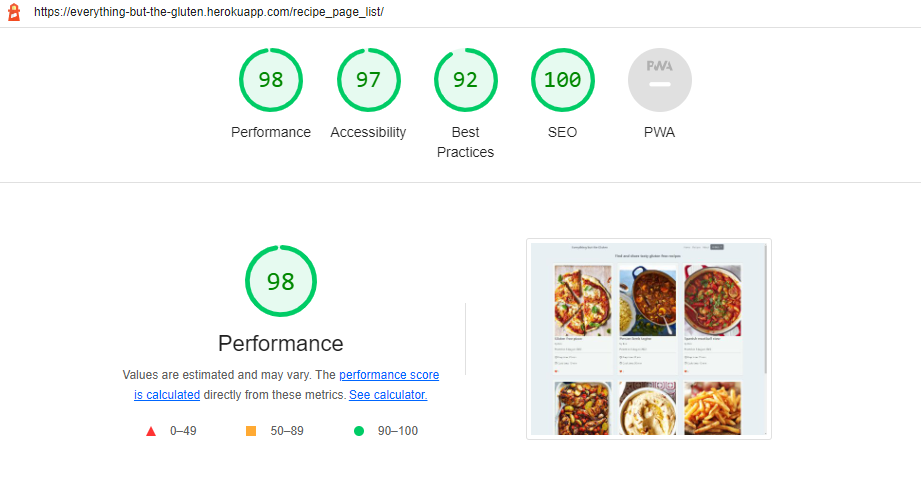 https://everything-but-the-gluten.herokuapp.com/recipe_page_list/
98
97
92
100
PWA
Performance
Accessibility
Best
Practices
SEO
PWA
98
Performance
Values are estimated and may vary. The performance score
is calculated directly from these metrics. See calculator.
0–49
50–89
90–100
Find and share tasty gluten free recipes